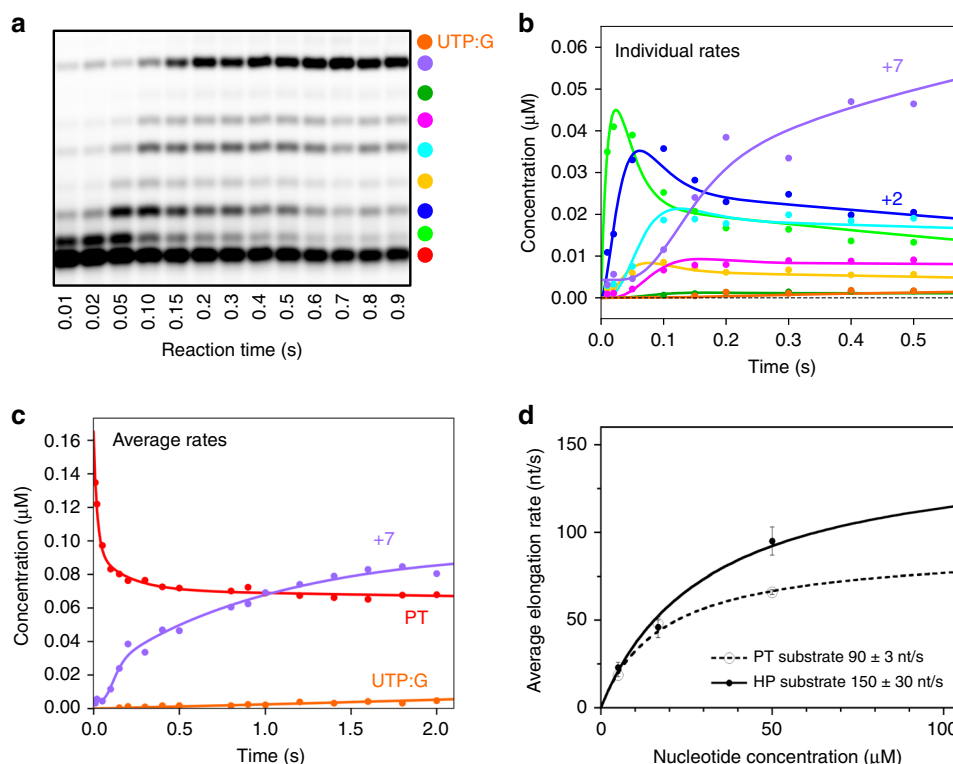 a
UTP:G
0.01 0.02 0.05 0.10 0.15 0.2 0.3 0.4 0.5 0.6 0.7 0.8 0.9
Reaction time (s)
b
Individual rates
+7
+2
0.06
0.05
0.04
0.03
0.02
0.01
0.00
Concentration (µM)
0.0 0.1 0.2 0.3 0.4 0.5
Time (s)
c
Average rates
+7
PT
UTP:G
0.16
0.14
0.12
0.10
0.08
0.06
0.04
0.02
0.00
Concentration (µM)
0.0 0.5 1.0 1.5 2.0
Time (s)
d
150
100
50
0
Average elongation rate (nt/s)
PT substrate 90 ± 3 nt/s
HP substrate 150 ± 30 nt/s
0 50 100
Nucleotide concentration (µM)